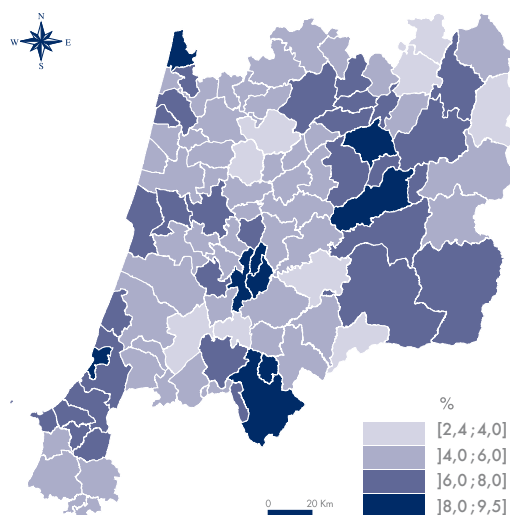 N
W E
S
%
]2,4 ; 4,0]
]4,0 ; 6,0]
]6,0 ; 8,0]
]8,0 ; 9,5]
0 20 Km